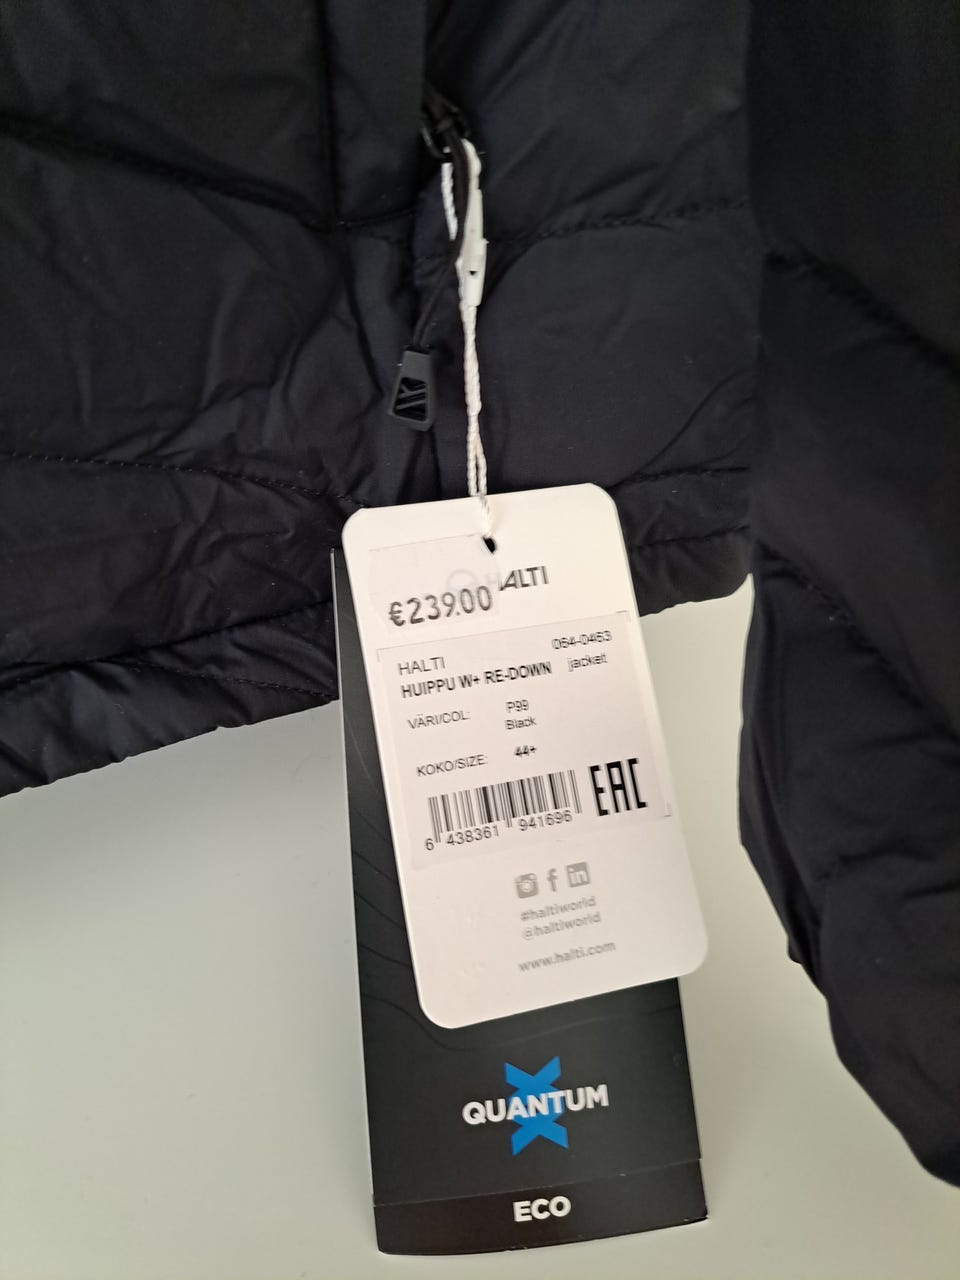 HALTI
€239.00
HALTI 064-0463
HUIPPU W+ RE-DOWN jacket
VÄRI/COL: P99
Black
KOKO/SIZE: 44+
6 438361 941696
EAC
#haltiworld
@haltiworld
www.halti.com
X
QUANTUM
ECO